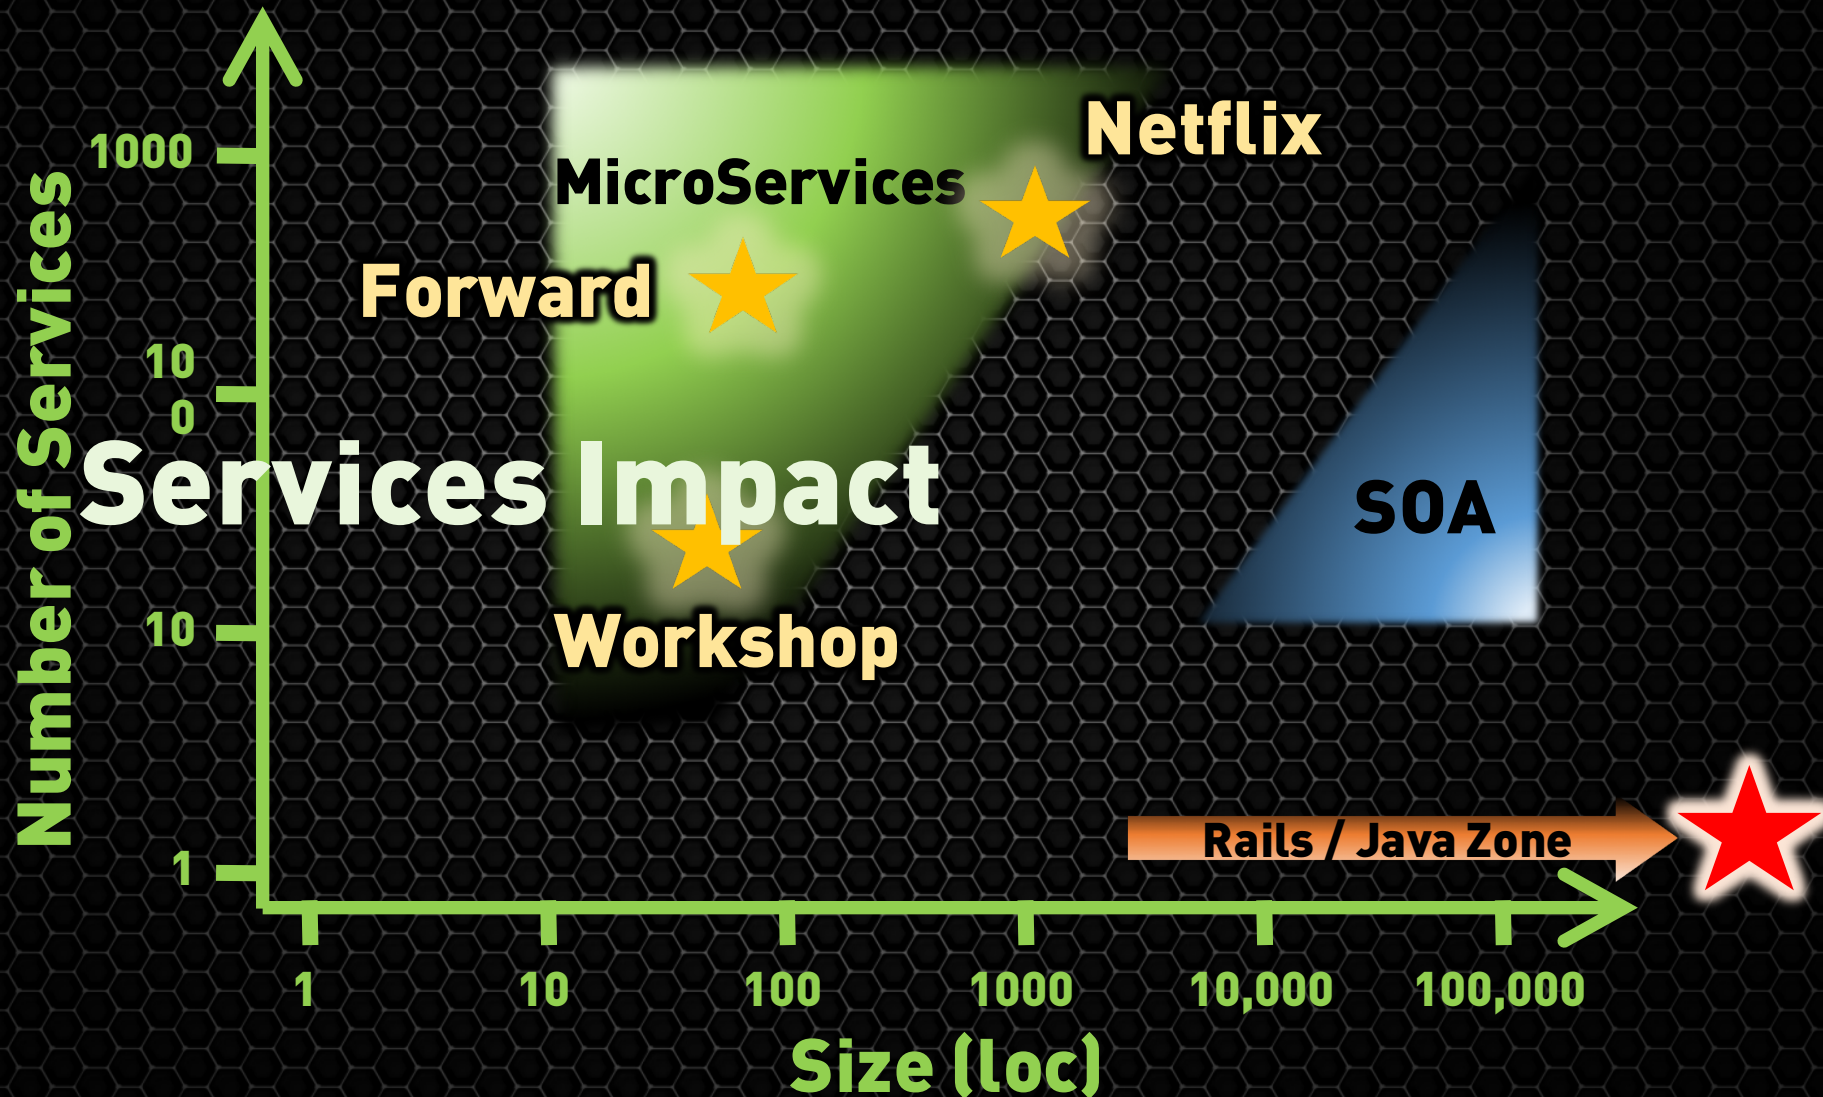 Number of Services
1000
10
0
10
1
Netflix
MicroServices
Forward
Services Impact
SOA
Workshop
Rails / Java Zone
1
10
100
1000
10,000
100,000
Size (loc)